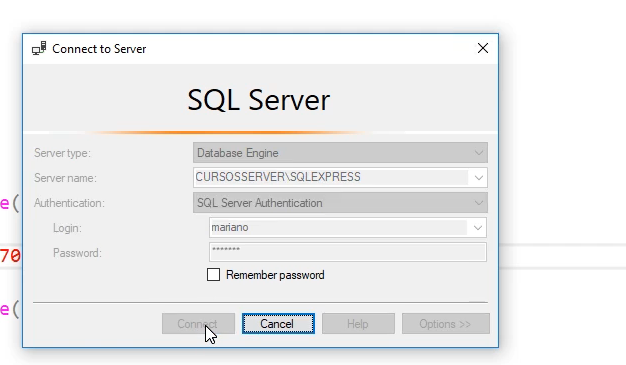 Connect to Server
SQL Server
Server type: Database Engine
Server name: CURSOSSERVER\SQLEXPRESS
Authentication: SQL Server Authentication
Login: mariano
Password: *******
Remember password
Connect Cancel Help Options >>
e(
70
e(